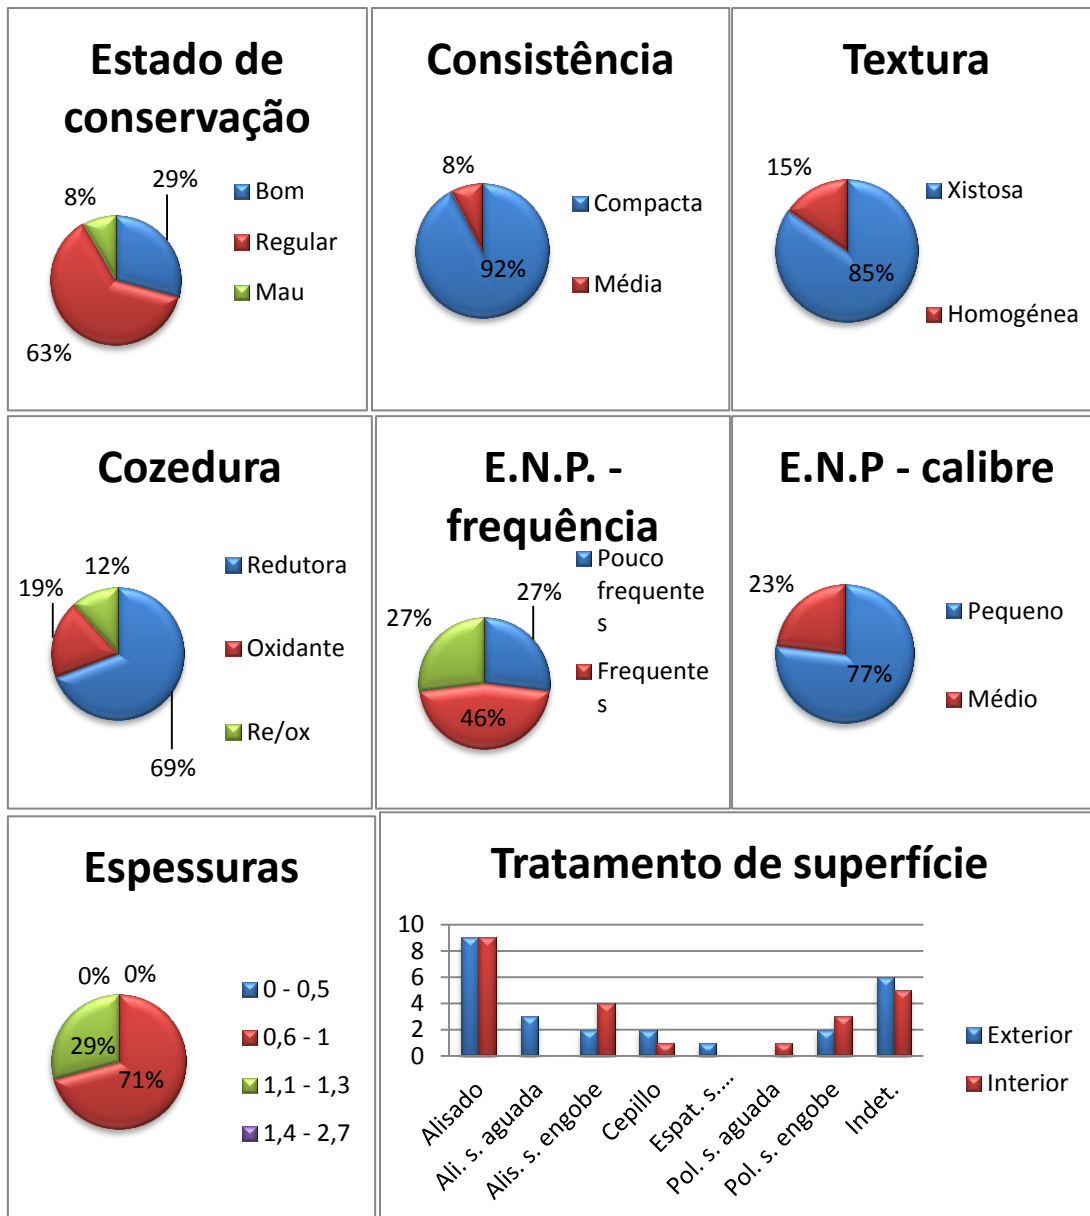 Estado de
conservação
29%
8%
63%
Bom
Regular
Mau
Consistência
8%
92%
Compacta
Média
Textura
15%
85%
Xistosa
Homogénea
Cozedura
12%
19%
69%
Redutora
Oxidante
Re/ox
E.N.P. -
frequência
27%
27%
46%
Pouco
frequente
s
Frequente
s
E.N.P - calibre
23%
77%
Pequeno
Médio
Espessuras
0%
0%
29%
71%
0 - 0,5
0,6 - 1
1,1 - 1,3
1,4 - 2,7
Tratamento de superfície
10
8
6
4
2
0
Alisado
Ali. s. aguada
Alis. s. engobe
Cepillo
Espat. s....
Pol. s. aguada
Pol. s. engobe
Indet.
Exterior
Interior